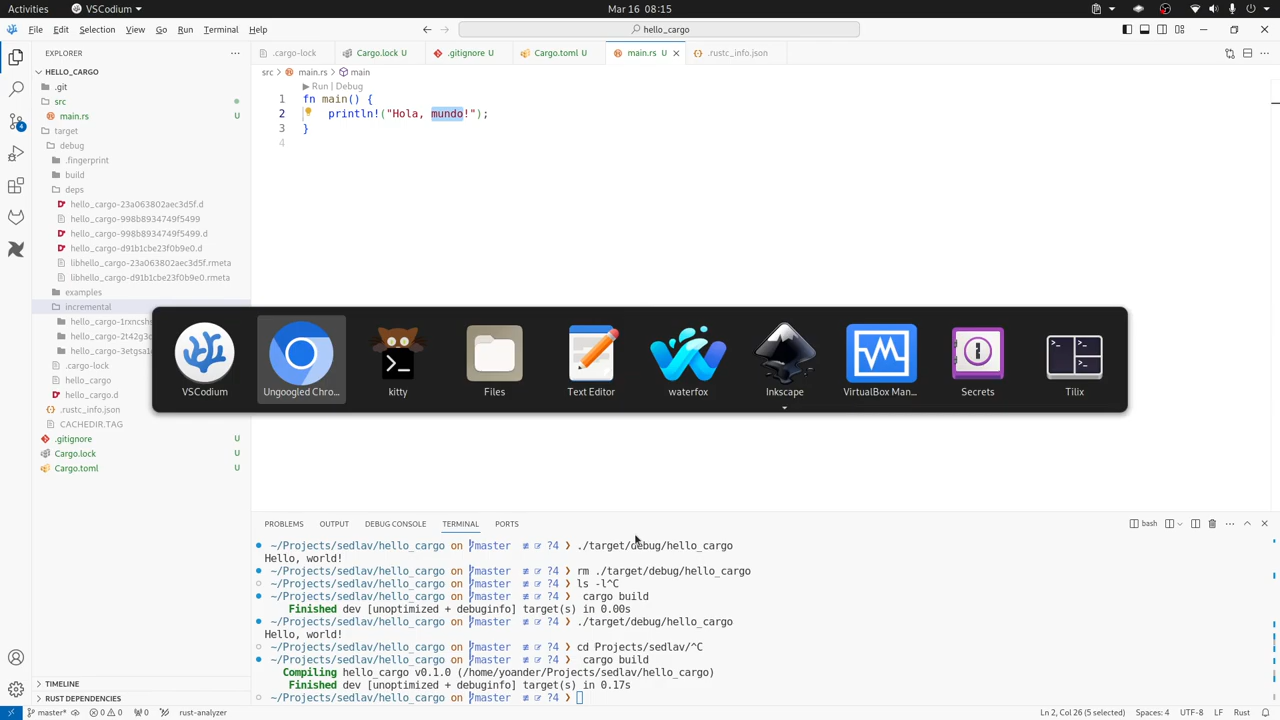 Activities
VSCodium
Mar 16 08:15
File Edit Selection View Go Run Terminal Help
hello_cargo
EXPLORER
HELLO_CARGO
.git
src
main.rs U
target
debug
.fingerprint
build
deps
hello_cargo-23a063802aec3d5f.d
hello_cargo-998b8934749f5499
hello_cargo-998b8934749f5499.d
hello_cargo-d91b1cbe23f0b9e0.d
libhello_cargo-23a063802aec3d5f.rmeta
libhello_cargo-d91b1cbe23f0b9e0.rmeta
examples
incremental
hello_cargo-1rxncshs
hello_cargo-2t42g3
hello_cargo-3etgsa1
.cargo-lock
hello_cargo
hello_cargo.d
.rustc_info.json
CACHEDIR.TAG
.gitignore U
Cargo.lock U
Cargo.toml U
TIMELINE
RUST DEPENDENCIES
.cargo-lock
Cargo.lock U
.gitignore U
Cargo.toml U
main.rs U
.rustc_info.json
src main.rs main
Run | Debug
1 fn main() {
2 println!("Hola, mundo!");
3 }
4
VSCodium
Ungoogled Chro...
kitty
Files
Text Editor
waterfox
Inkscape
VirtualBox Man...
Secrets
Tilix
PROBLEMS OUTPUT DEBUG CONSOLE TERMINAL PORTS
bash
~/Projects/sedlav/hello_cargo on master ?4 ./target/debug/hello_cargo
Hello, world!
~/Projects/sedlav/hello_cargo on master ?4 rm ./target/debug/hello_cargo
~/Projects/sedlav/hello_cargo on master ?4 ls -l^C
~/Projects/sedlav/hello_cargo on master ?4 cargo build
Finished dev [unoptimized + debuginfo] target(s) in 0.00s
~/Projects/sedlav/hello_cargo on master ?4 ./target/debug/hello_cargo
Hello, world!
~/Projects/sedlav/hello_cargo on master ?4 cd Projects/sedlav/^C
~/Projects/sedlav/hello_cargo on master ?4 cargo build
Compiling hello_cargo v0.1.0 (/home/yoander/Projects/sedlav/hello_cargo)
Finished dev [unoptimized + debuginfo] target(s) in 0.17s
~/Projects/sedlav/hello_cargo on master ?4
master* 0 0 0 rust-analyzer
Ln 2, Col 26 (5 selected) Spaces: 4 UTF-8 LF Rust
4